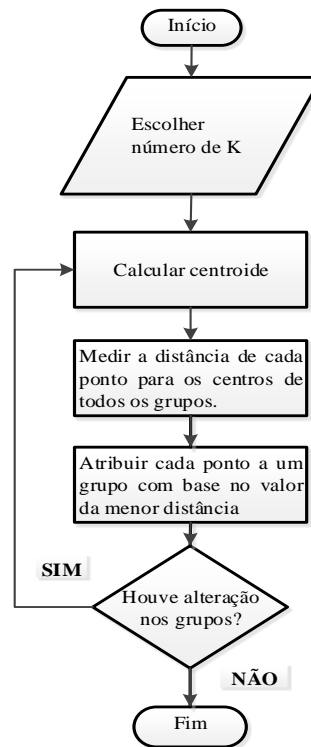 Início
Escolher
número de K
Calcular centroide
Medir a distância de cada
ponto para os centros de
todos os grupos.
Atribuir cada ponto a um
grupo com base no valor
da menor distância
SIM
Houve alteração
nos grupos?
NÃO
Fim